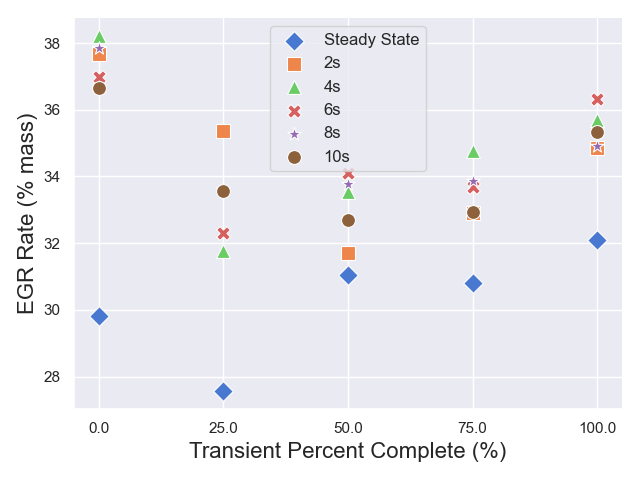 Steady State
2s
4s
6s
8s
10s
38
36
34
32
30
28
EGR Rate (% mass)
0.0 25.0 50.0 75.0 100.0
Transient Percent Complete (%)